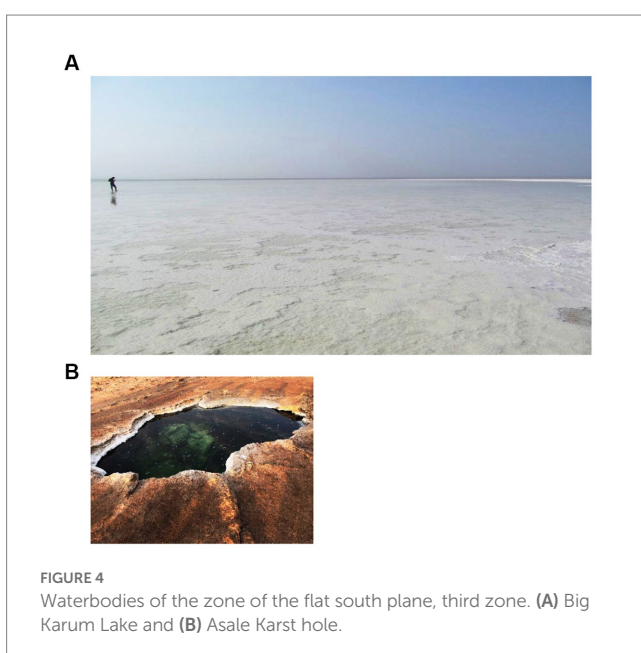 A
B
FIGURE 4
Waterbodies of the zone of the flat south plane, third zone. (A) Big
Karum Lake and (B) Asale Karst hole.